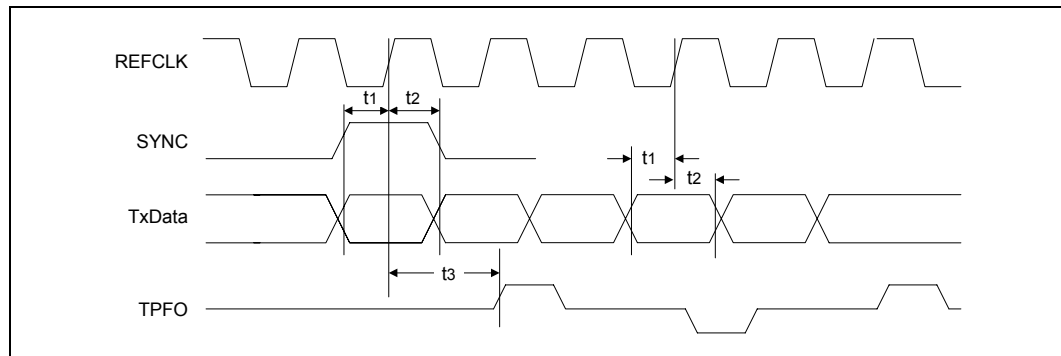 REFCLK
t1 t2
SYNC
t1
t2
TxData
t3
TPFO